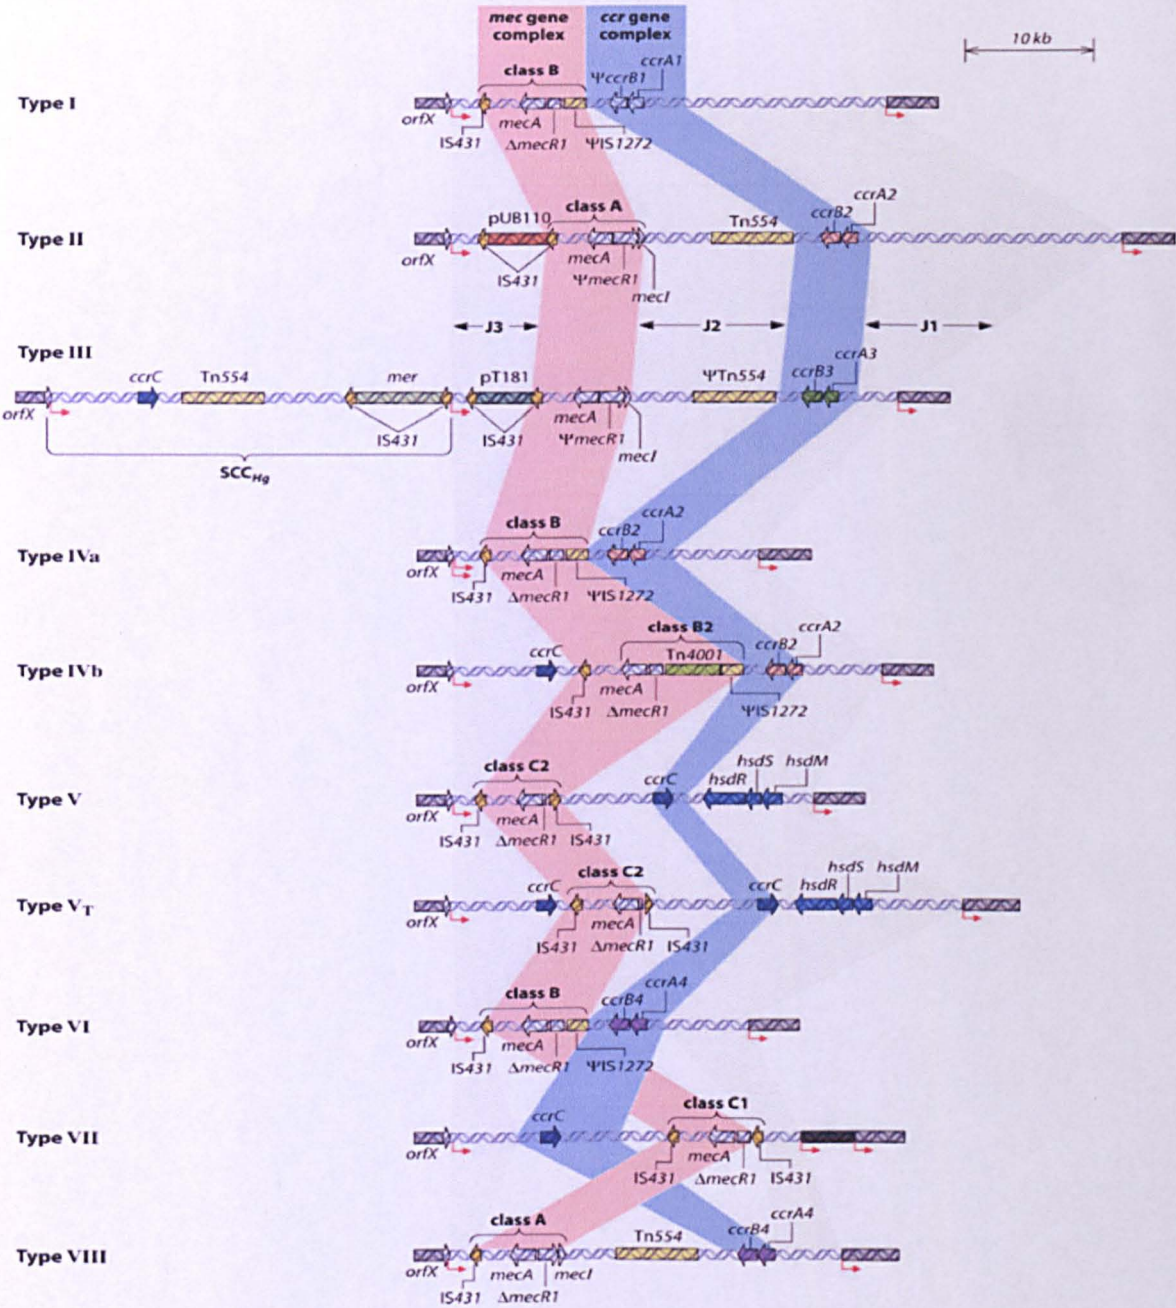 mec gene complex
ccr gene complex
10 kb
Type I
class B
ΨccrB1
ccrA1
orfX
IS431
mecA
ΔmecR1
ΨIS1272
Type II
pUB110
class A
Tn554
ccrB2
ccrA2
orfX
IS431
mecA
ΨmecR1
mecI
J3
J2
J1
Type III
ccrC
Tn554
mer
pT181
ΨTn554
ccrB3
ccrA3
orfX
IS431
IS431
mecA
ΨmecR1
mecI
SCCHg
Type IVa
class B
ccrB2
ccrA2
orfX
IS431
mecA
ΔmecR1
ΨIS1272
Type IVb
ccrC
class B2
Tn4001
ccrB2
ccrA2
orfX
IS431
mecA
ΔmecR1
ΨIS1272
Type V
class C2
ccrC
hsdR
hsdS
hsdM
orfX
IS431
mecA
ΔmecR1
IS431
Type VT
ccrC
class C2
ccrC
hsdR
hsdS
hsdM
orfX
IS431
mecA
ΔmecR1
IS431
Type VI
class B
ccrB4
ccrA4
orfX
IS431
mecA
ΔmecR1
ΨIS1272
Type VII
ccrC
class C1
orfX
IS431
mecA
ΔmecR1
IS431
Type VIII
class A
Tn554
ccrB4
ccrA4
orfX
IS431
mecA
ΔmecR1
mecI